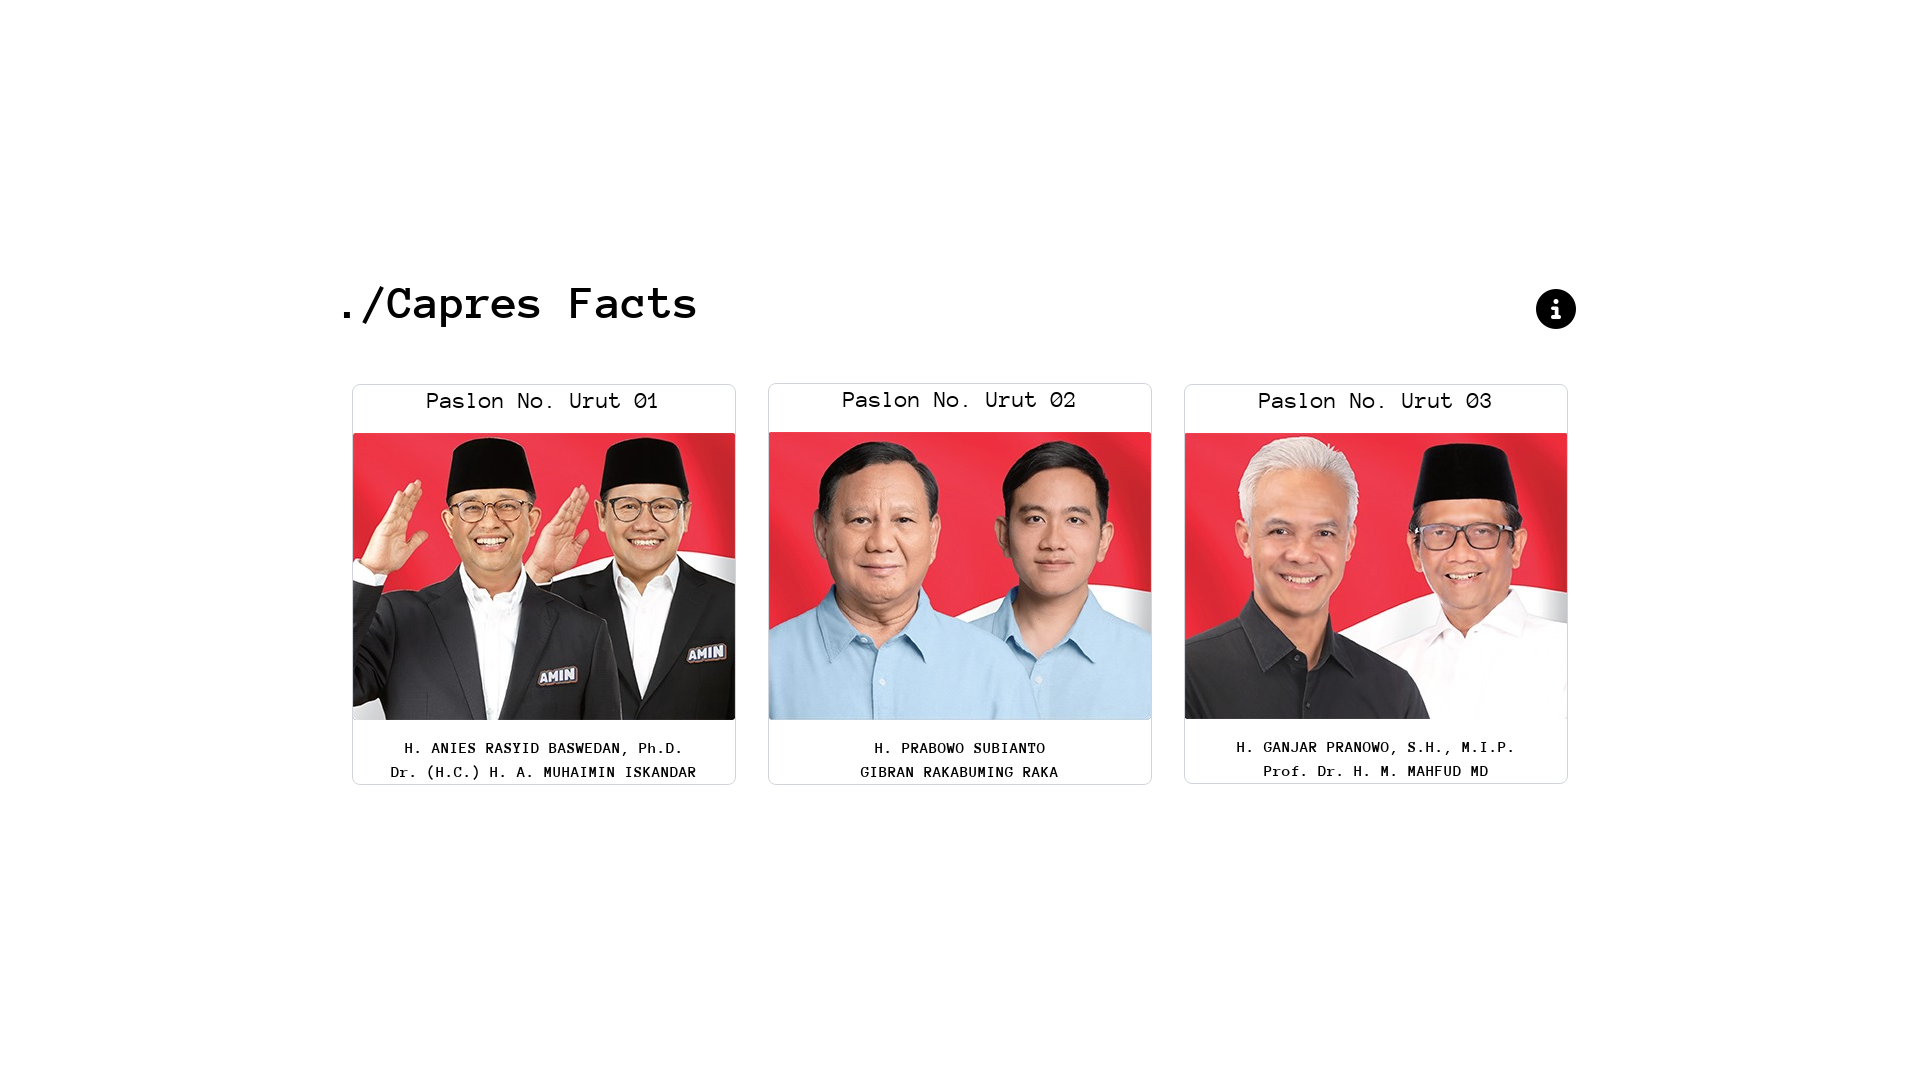 ./Capres Facts
Paslon No. Urut 01
AMIN
AMIN
H. ANIES RASYID BASWEDAN, Ph.D.
Dr. (H.C.) H. A. MUHAIMIN ISKANDAR
Paslon No. Urut 02
H. PRABOWO SUBIANTO
GIBRAN RAKABUMING RAKA
Paslon No. Urut 03
H. GANJAR PRANOWO, S.H., M.I.P.
Prof. Dr. H. M. MAHFUD MD